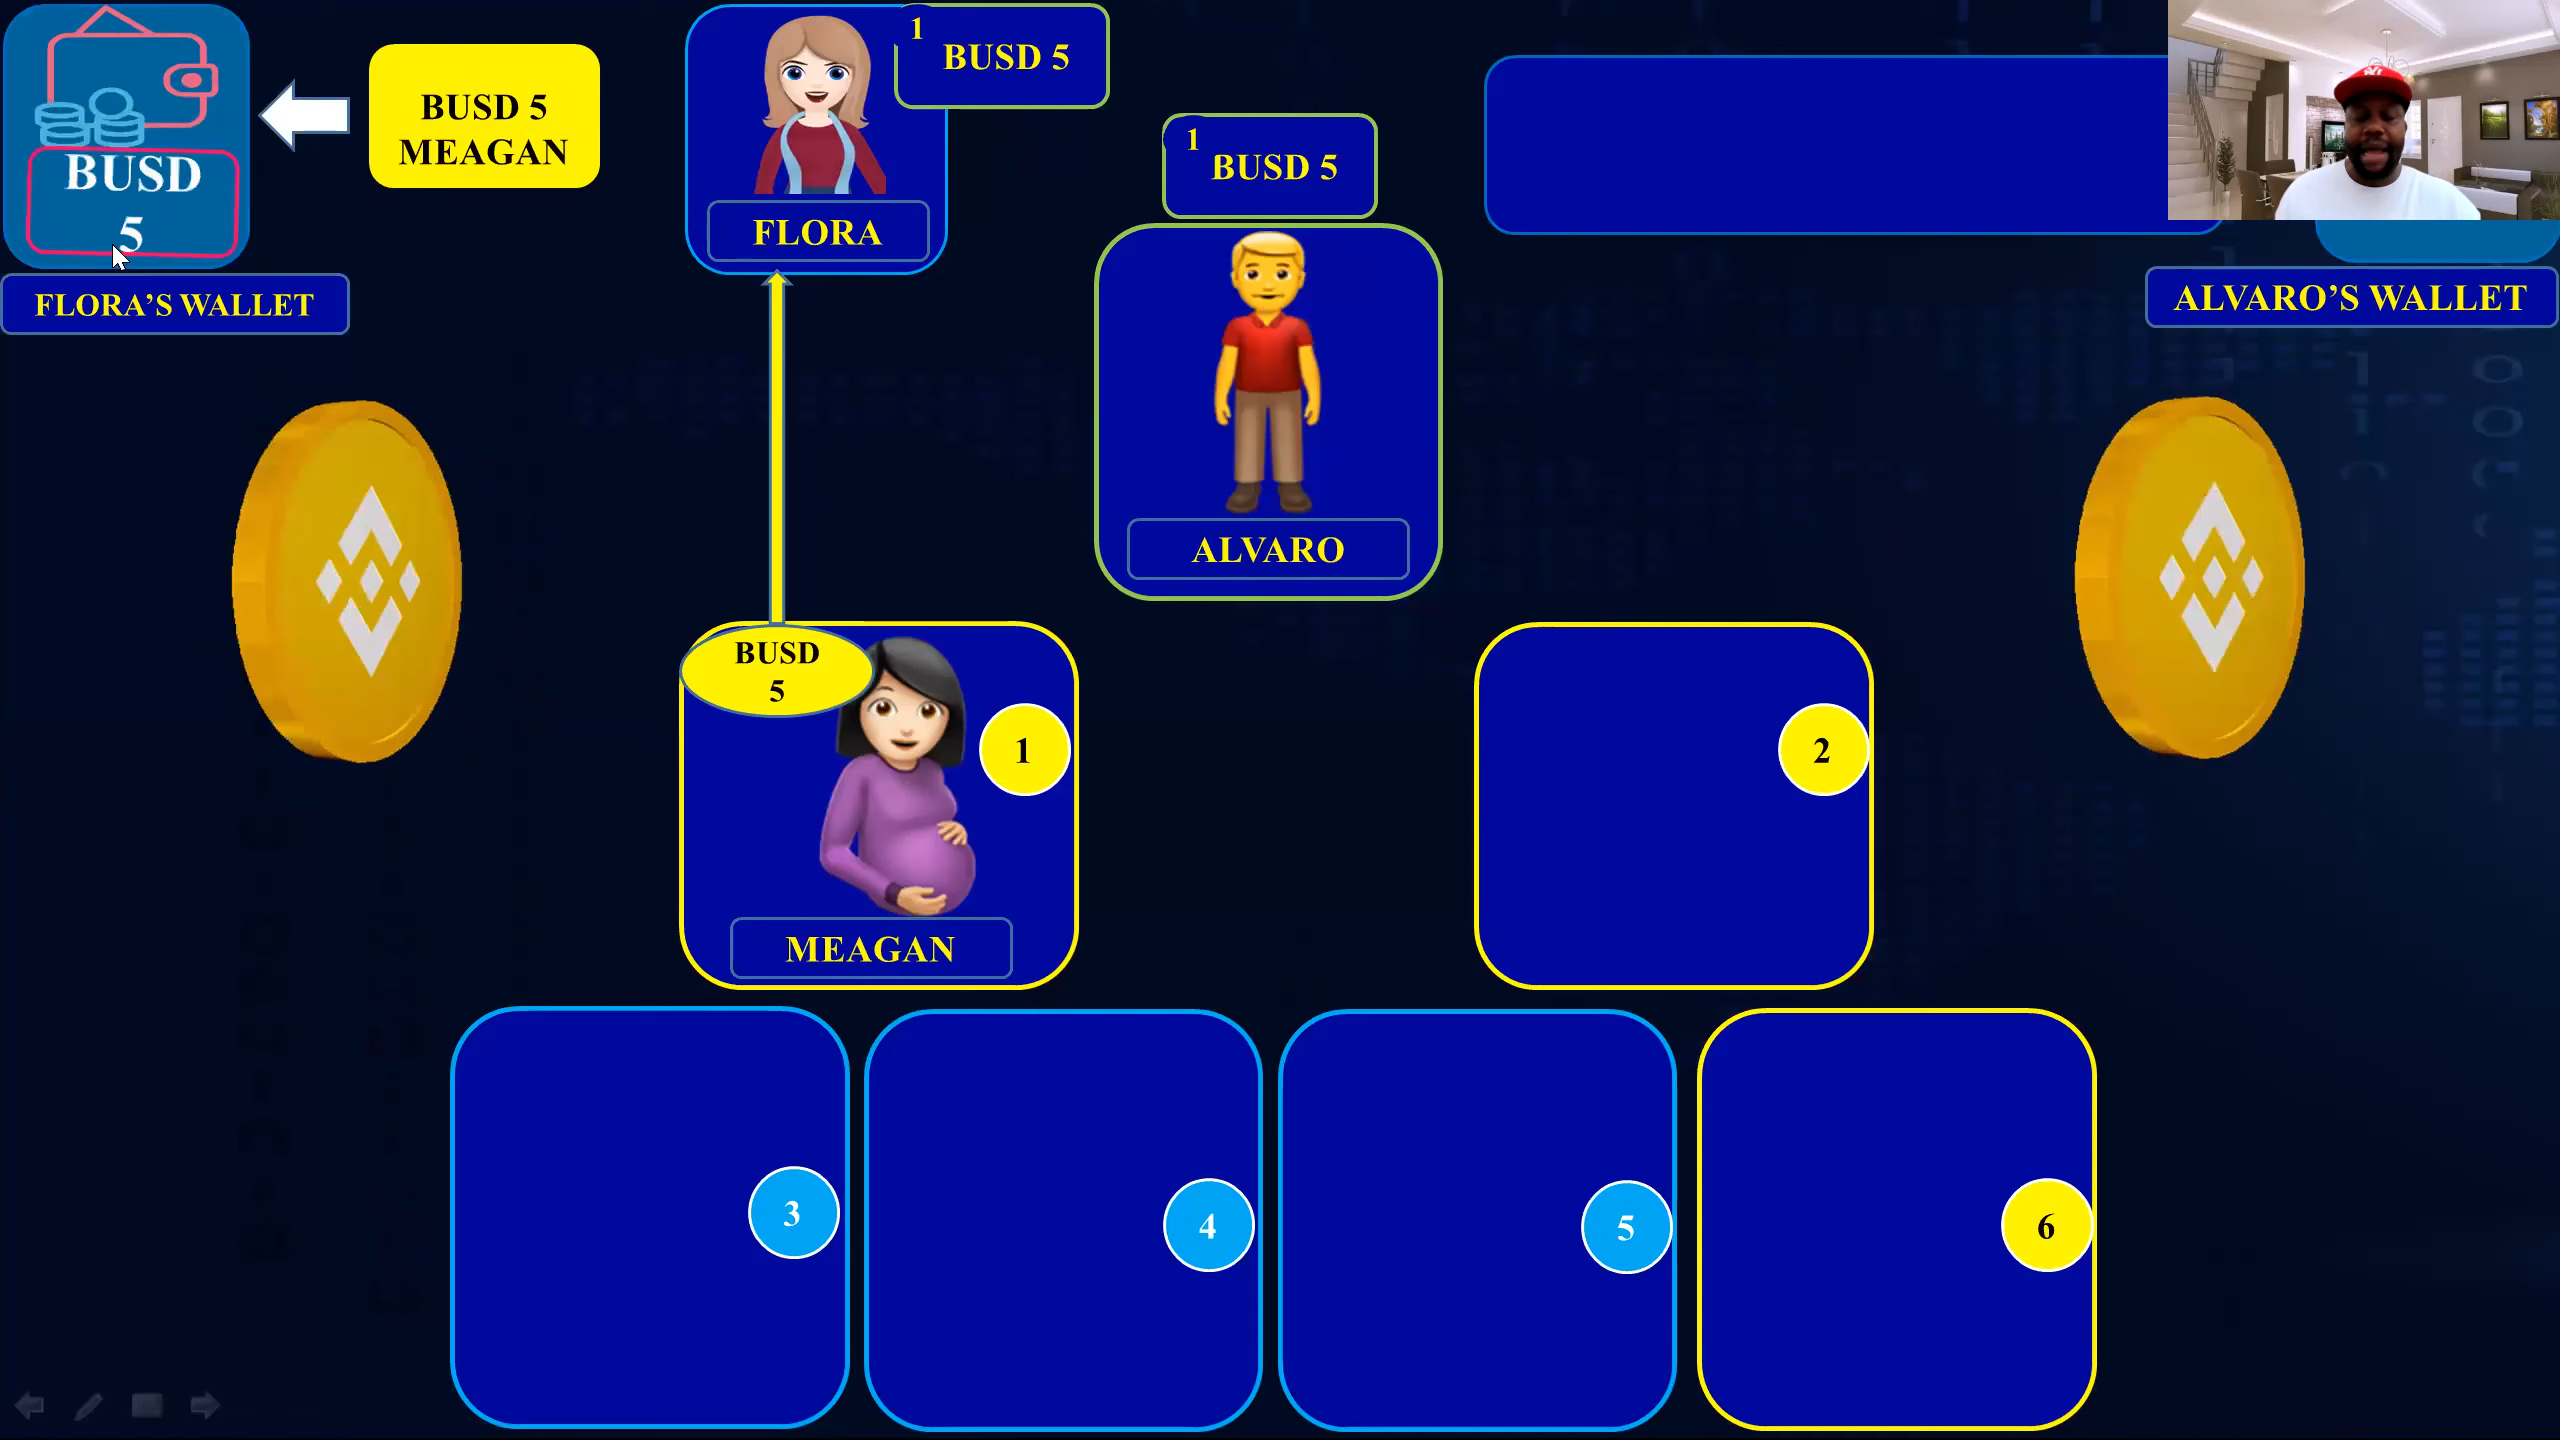 BUSD
5
FLORA'S WALLET
BUSD 5
MEAGAN
FLORA
1
BUSD 5
1
BUSD 5
ALVARO
ALVARO'S WALLET
BUSD
5
1
MEAGAN
2
3
4
5
6